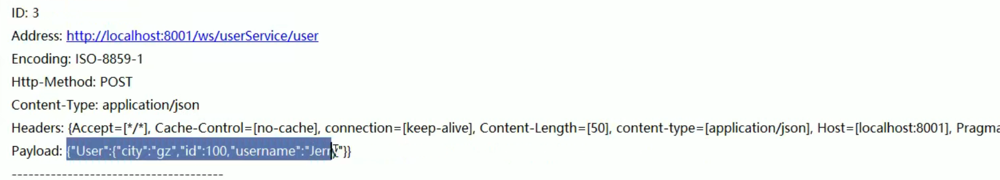 ID: 3
Address: http://localhost:8001/ws/userService/user
Encoding: ISO-8859-1
Http-Method: POST
Content-Type: application/json
Headers: {Accept=[*/*], Cache-Control=[no-cache], connection=[keep-alive], Content-Length=[50], content-type=[application/json], Host=[localhost:8001], Pragma
Payload: {"User":{"city":"gz","id":100,"username":"Jerry"}}
--------------------------------------